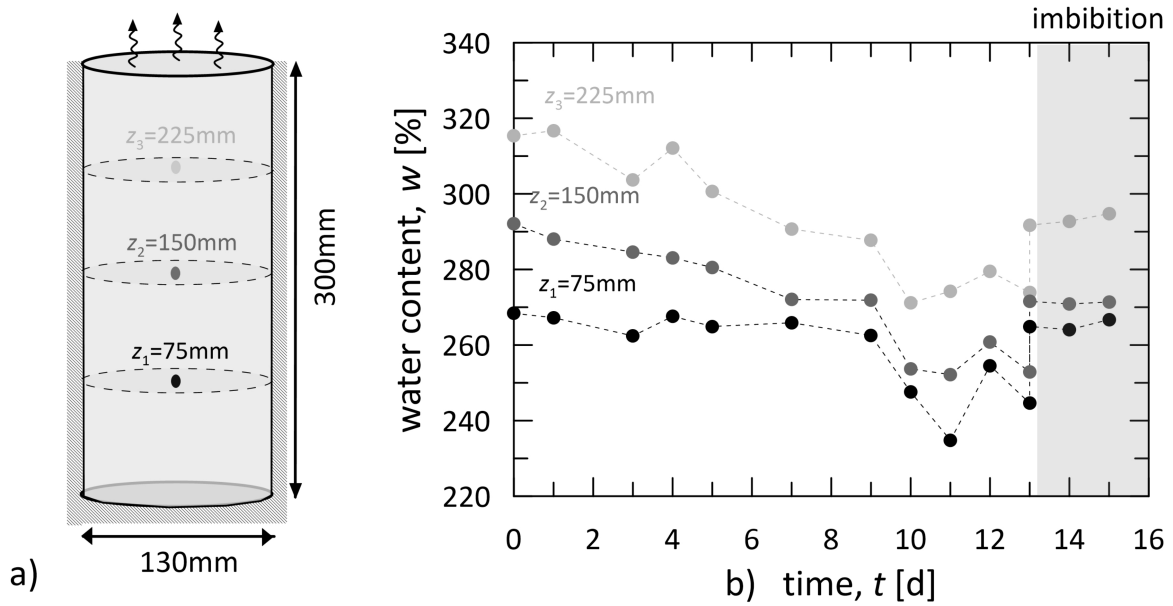 a)
z3=225mm
z2=150mm
z1=75mm
300mm
130mm
imbibition
340
320
300
280
260
240
220
water content, w [%]
z3=225mm
z2=150mm
z1=75mm
0 2 4 6 8 10 12 14 16
b) time, t [d]